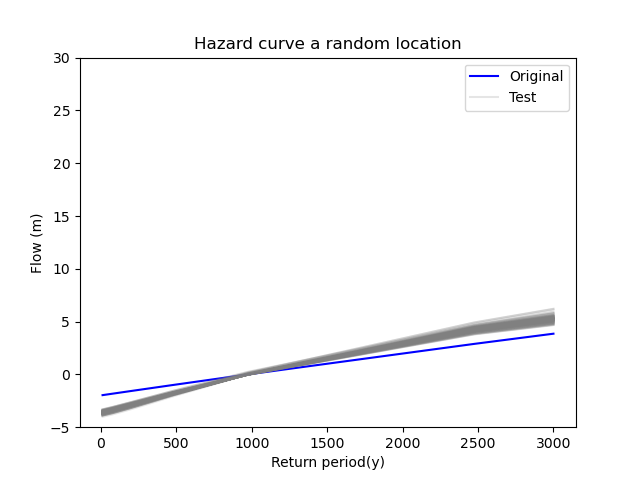 Hazard curve a random location
Original
Test
30
25
20
15
10
5
0
−5
Flow (m)
0 500 1000 1500 2000 2500 3000
Return period(y)